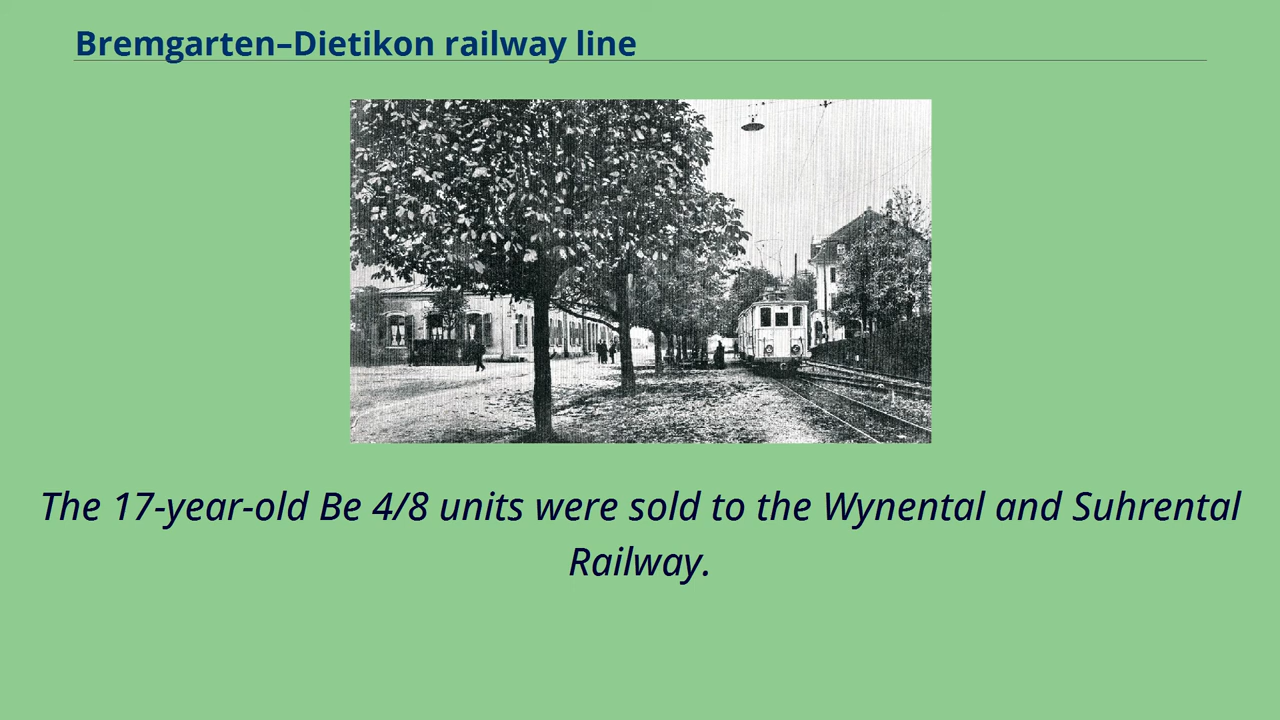 Bremgarten–Dietikon railway line
The 17-year-old Be 4/8 units were sold to the Wynental and Suhrental
Railway.